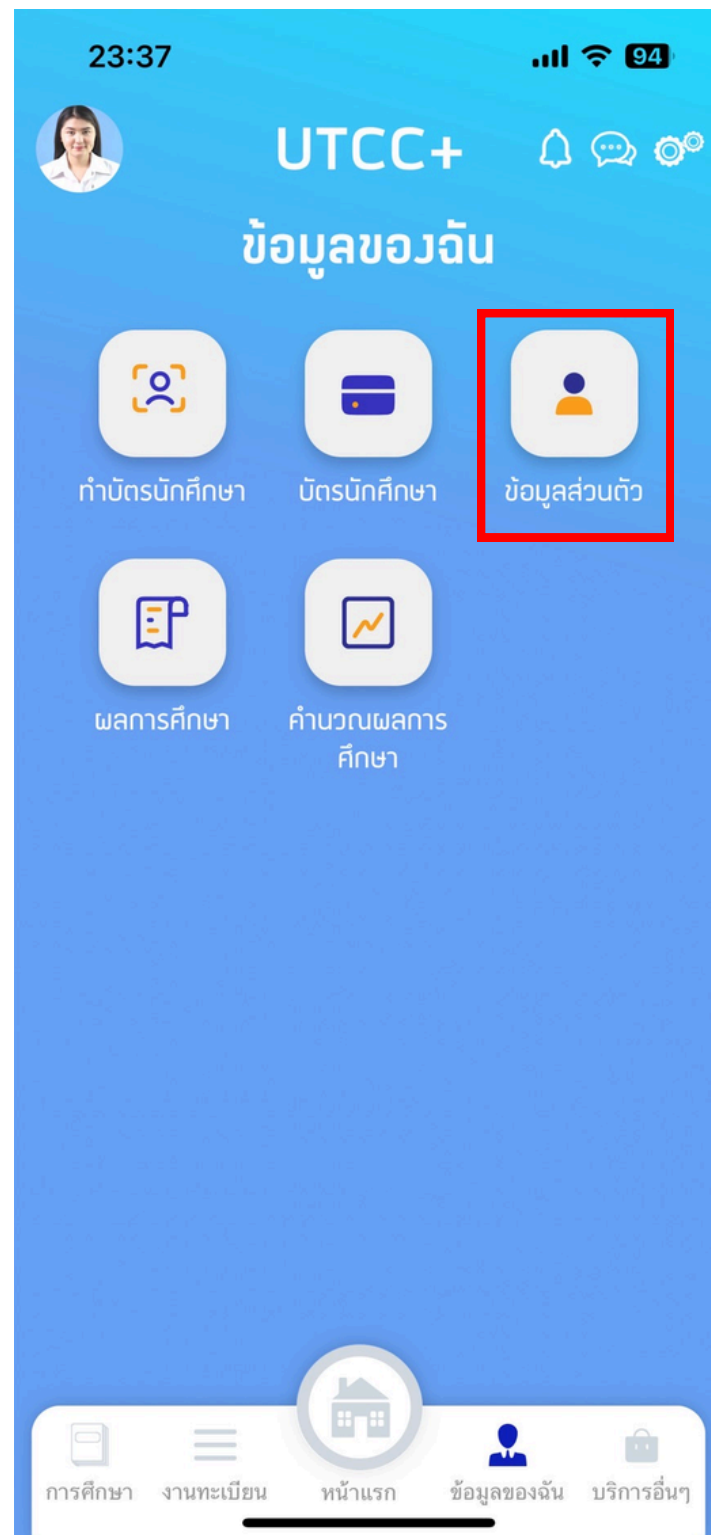 23:37
94
UTCC+
ข้อมูลของฉัน
ทำบัตรนักศึกษา
บัตรนักศึกษา
ข้อมูลส่วนตัว
ผลการศึกษา
คำนวณผลการ
ศึกษา
การศึกษา
งานทะเบียน
หน้าแรก
ข้อมูลของฉัน
บริการอื่นๆ